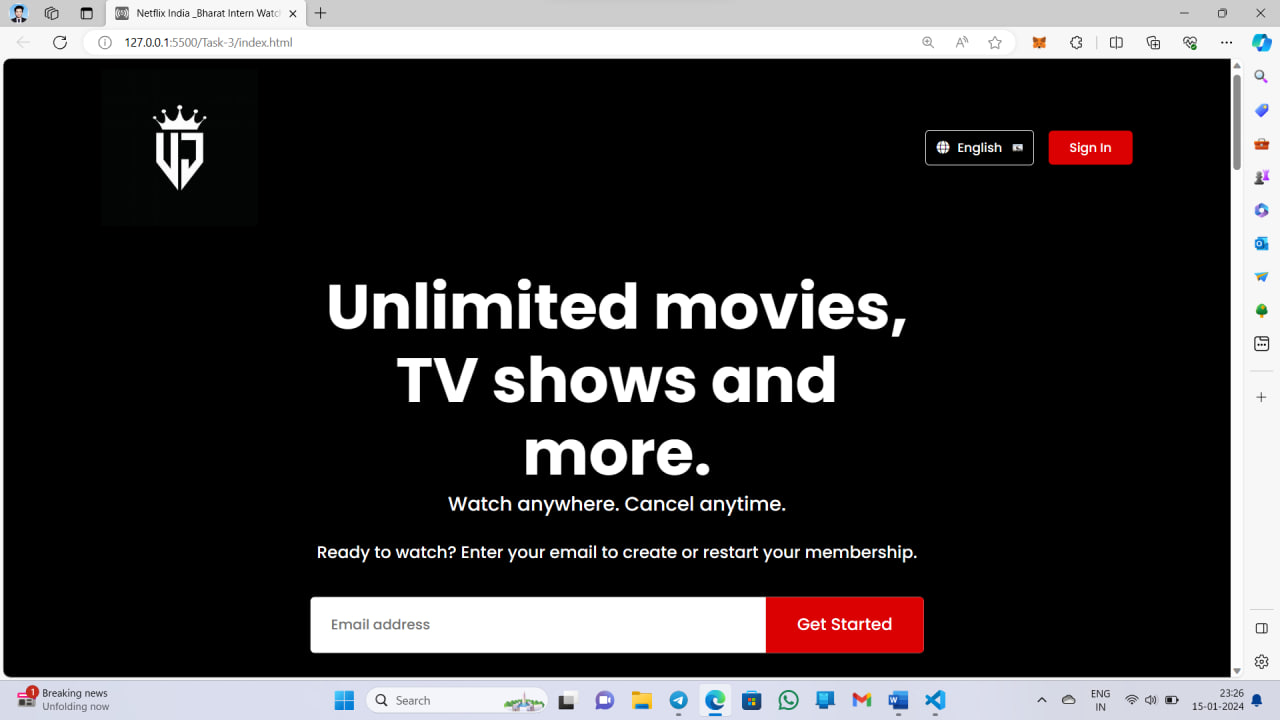 Netflix India _Bharat Intern Watc
127.0.0.1:5500/Task-3/index.html
VJ
English
Sign In
Unlimited movies,
TV shows and
more.
Watch anywhere. Cancel anytime.
Ready to watch? Enter your email to create or restart your membership.
Email address
Get Started
1
Breaking news
Unfolding now
Search
ENG
IN
23:26
15-01-2024